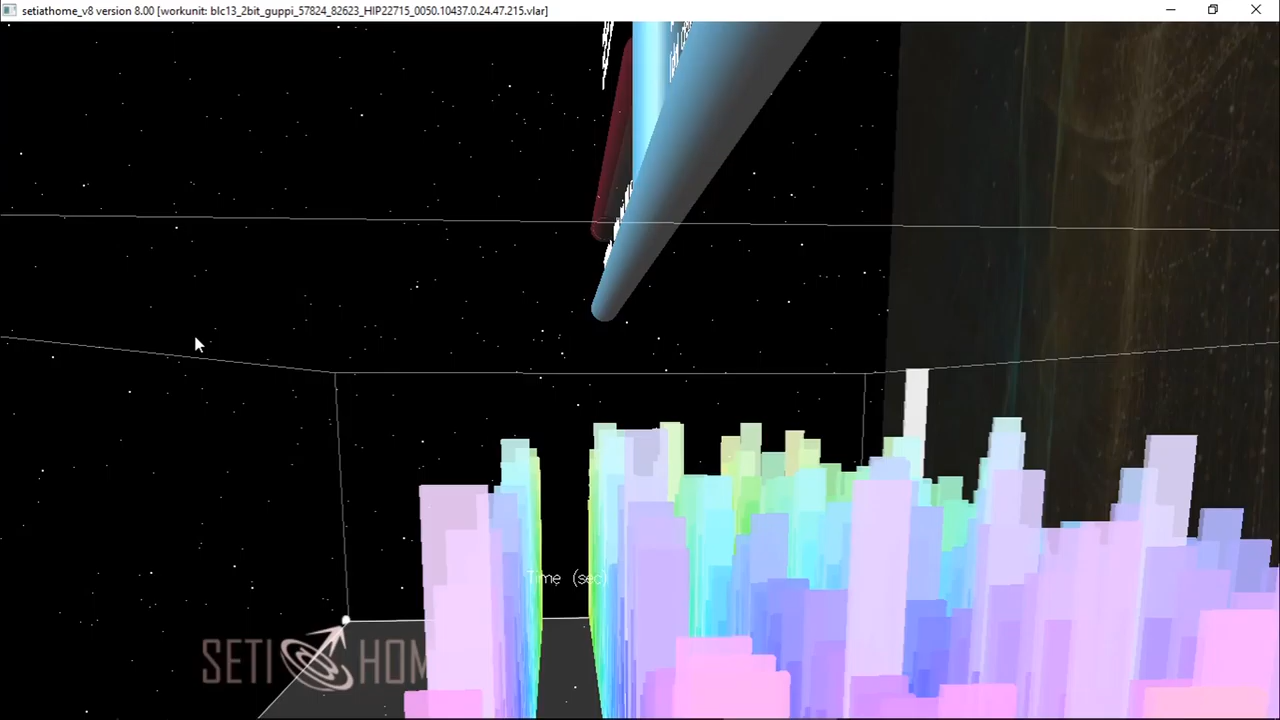 setiathome_v8 version 8.00 [workunit: blc13_2bit_guppi_57824_82623_HIP22715_0050.10437.0.24.47.215.vlar]
Time (sec)
SETI HOM